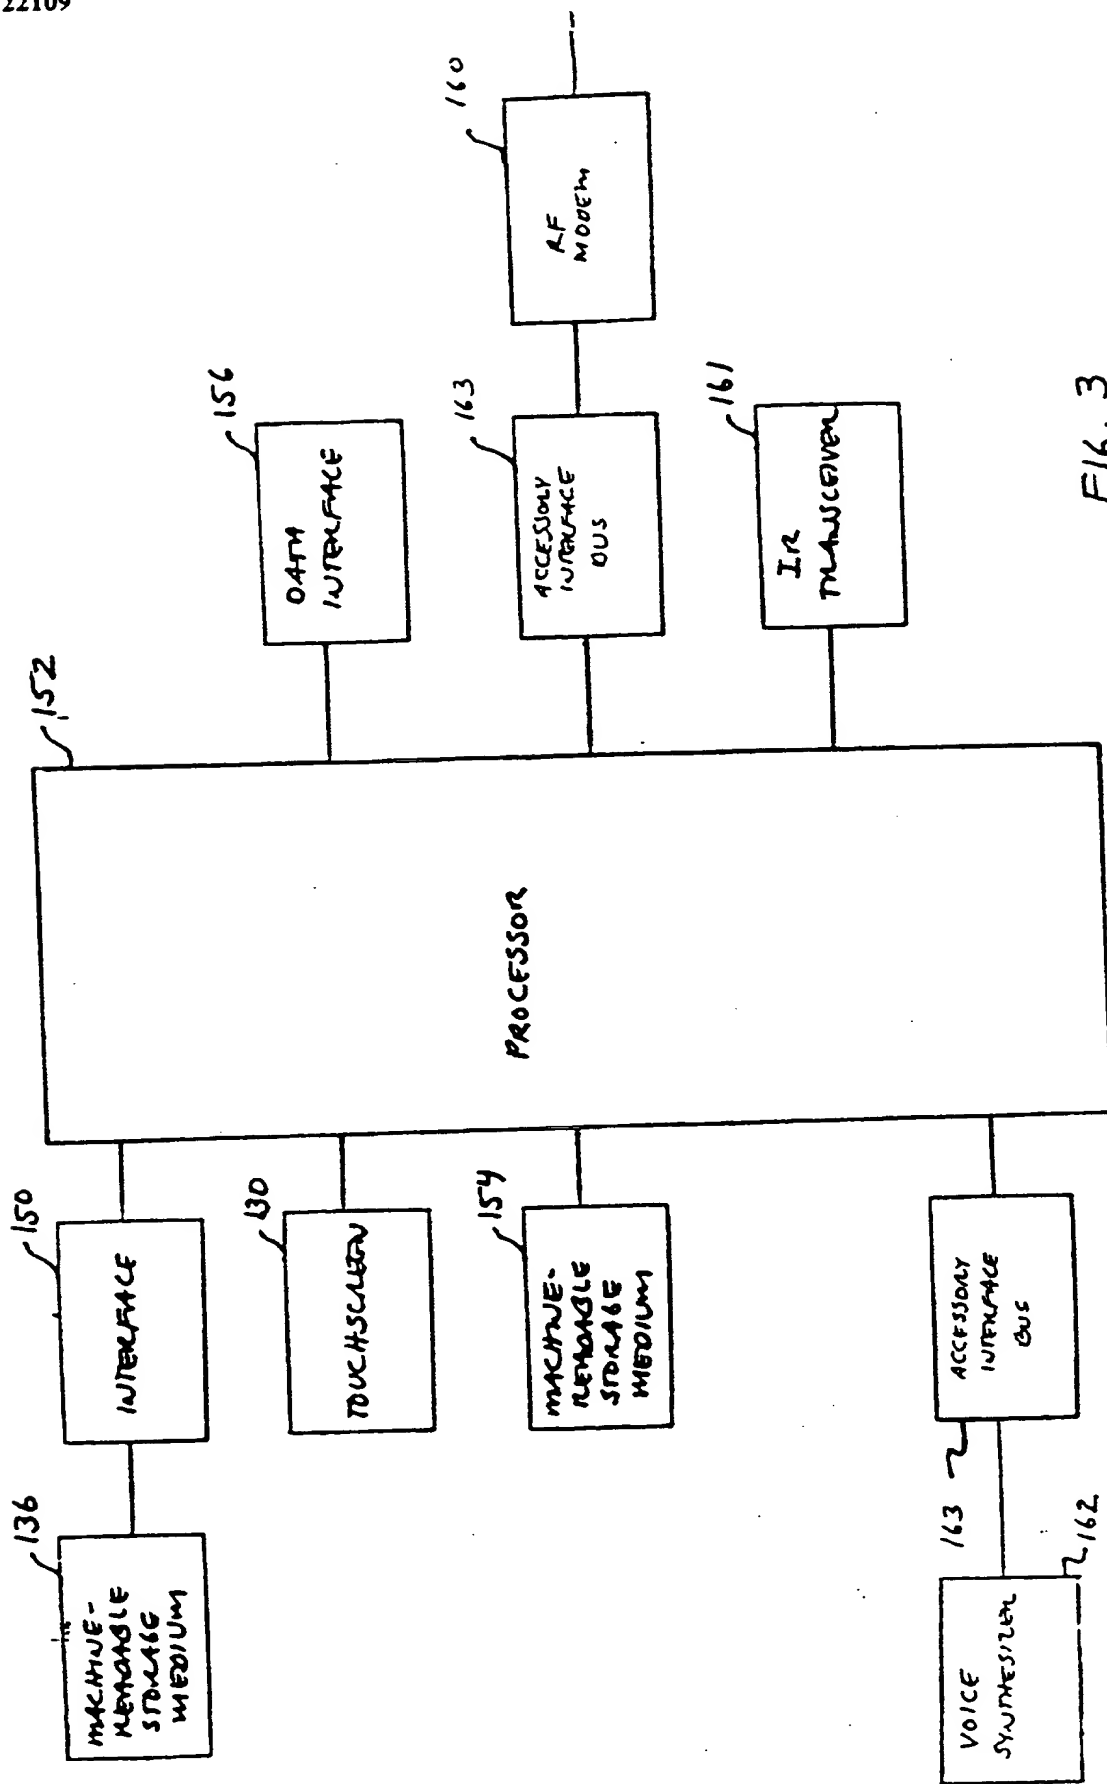 22109
136
MACHINE-
READABLE
STORAGE
MEDIUM
150
INTERFACE
130
TOUCHSCREEN
154
MACHINE-
READABLE
STORAGE
MEDIUM
163
ACCESSORY
INTERFACE
BUS
162
VOICE
SYNTHESIZER
152
PROCESSOR
156
DATA
INTERFACE
163
ACCESSORY
INTERFACE
BUS
160
RF
MODEM
161
IR
TRANSCEIVER
FIG. 3